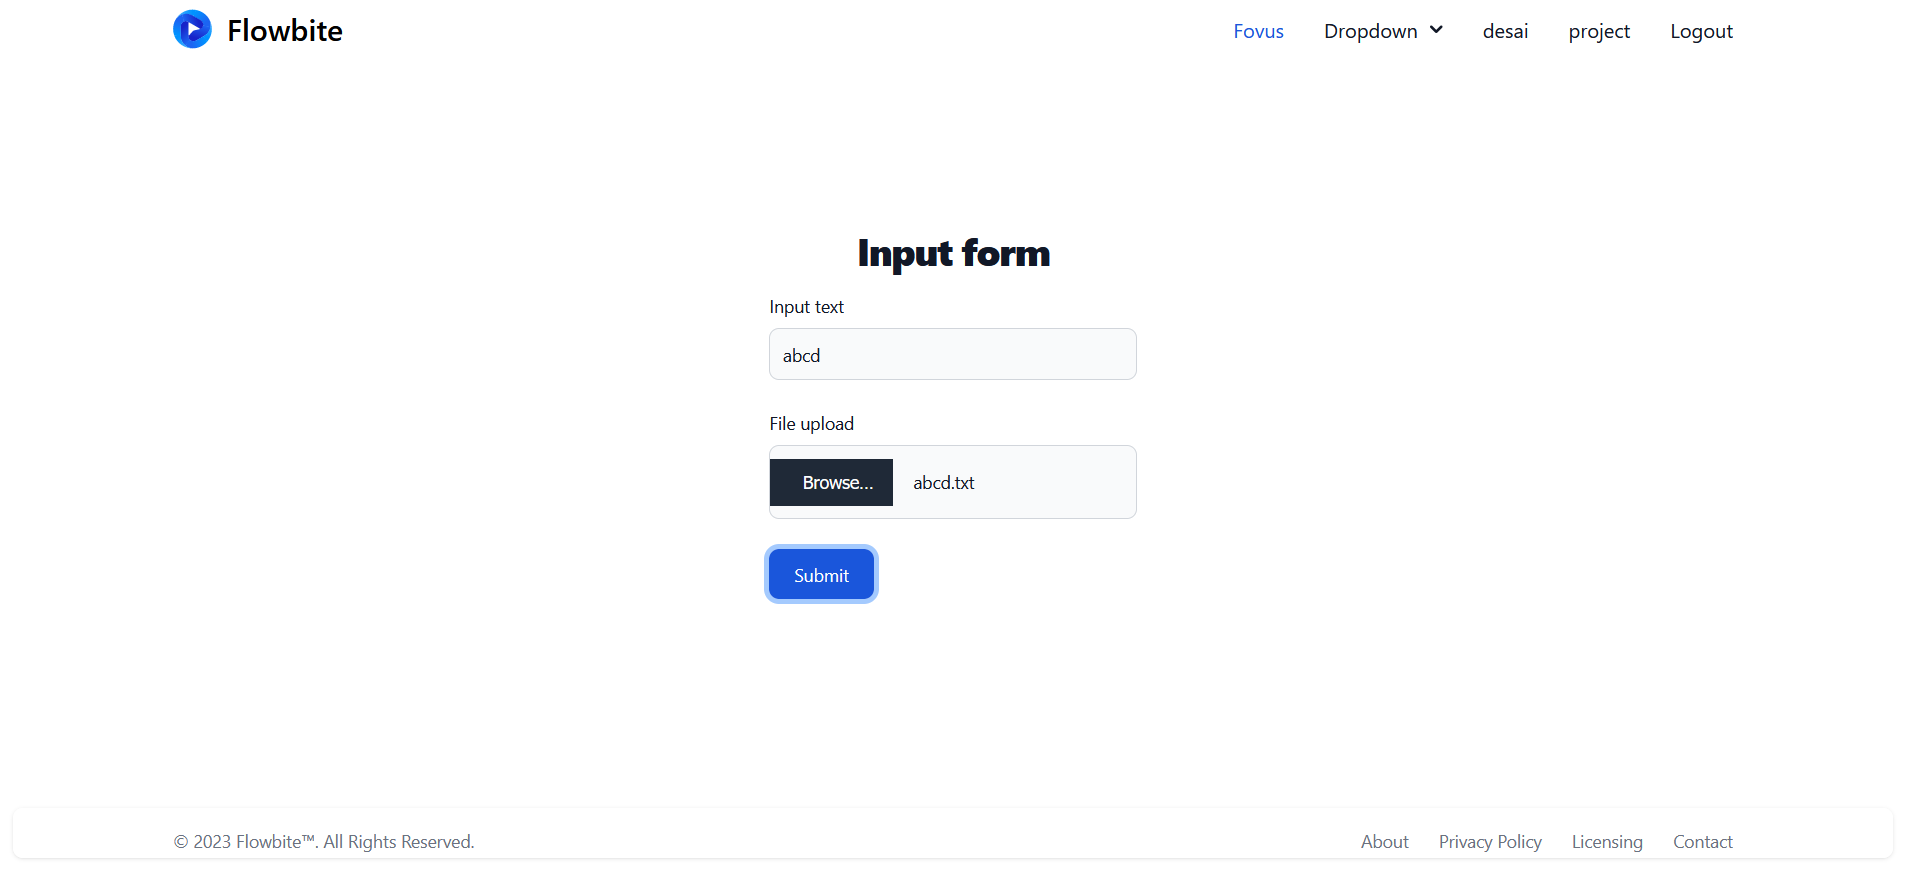 Flowbite
Fovus Dropdown desai project Logout
Input form
Input text
abcd
File upload
Browse... abcd.txt
Submit
© 2023 Flowbite™. All Rights Reserved. About Privacy Policy Licensing Contact